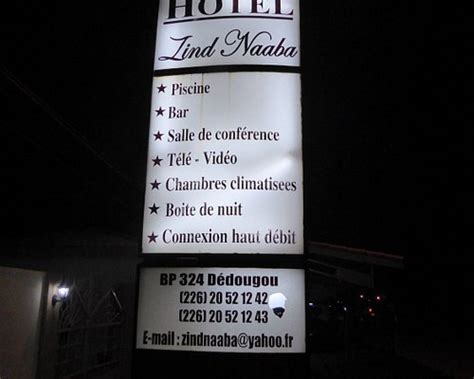 HOTEL
Zind Naaba
★ Piscine
★ Bar
★ Salle de conférence
★ Télé - Vidéo
★ Chambres climatisees
★ Boite de nuit
★ Connexion haut débit
BP 324 Dédougou
(226) 20 52 12 42
(226) 20 52 12 43
E-mail : zindnaaba@yahoo.fr